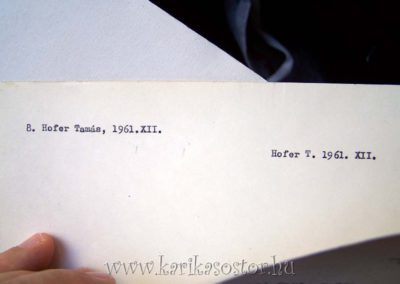 8. Hofer Tamás, 1961.XII.
Hofer T. 1961. XII.
www.karikasostor.hu